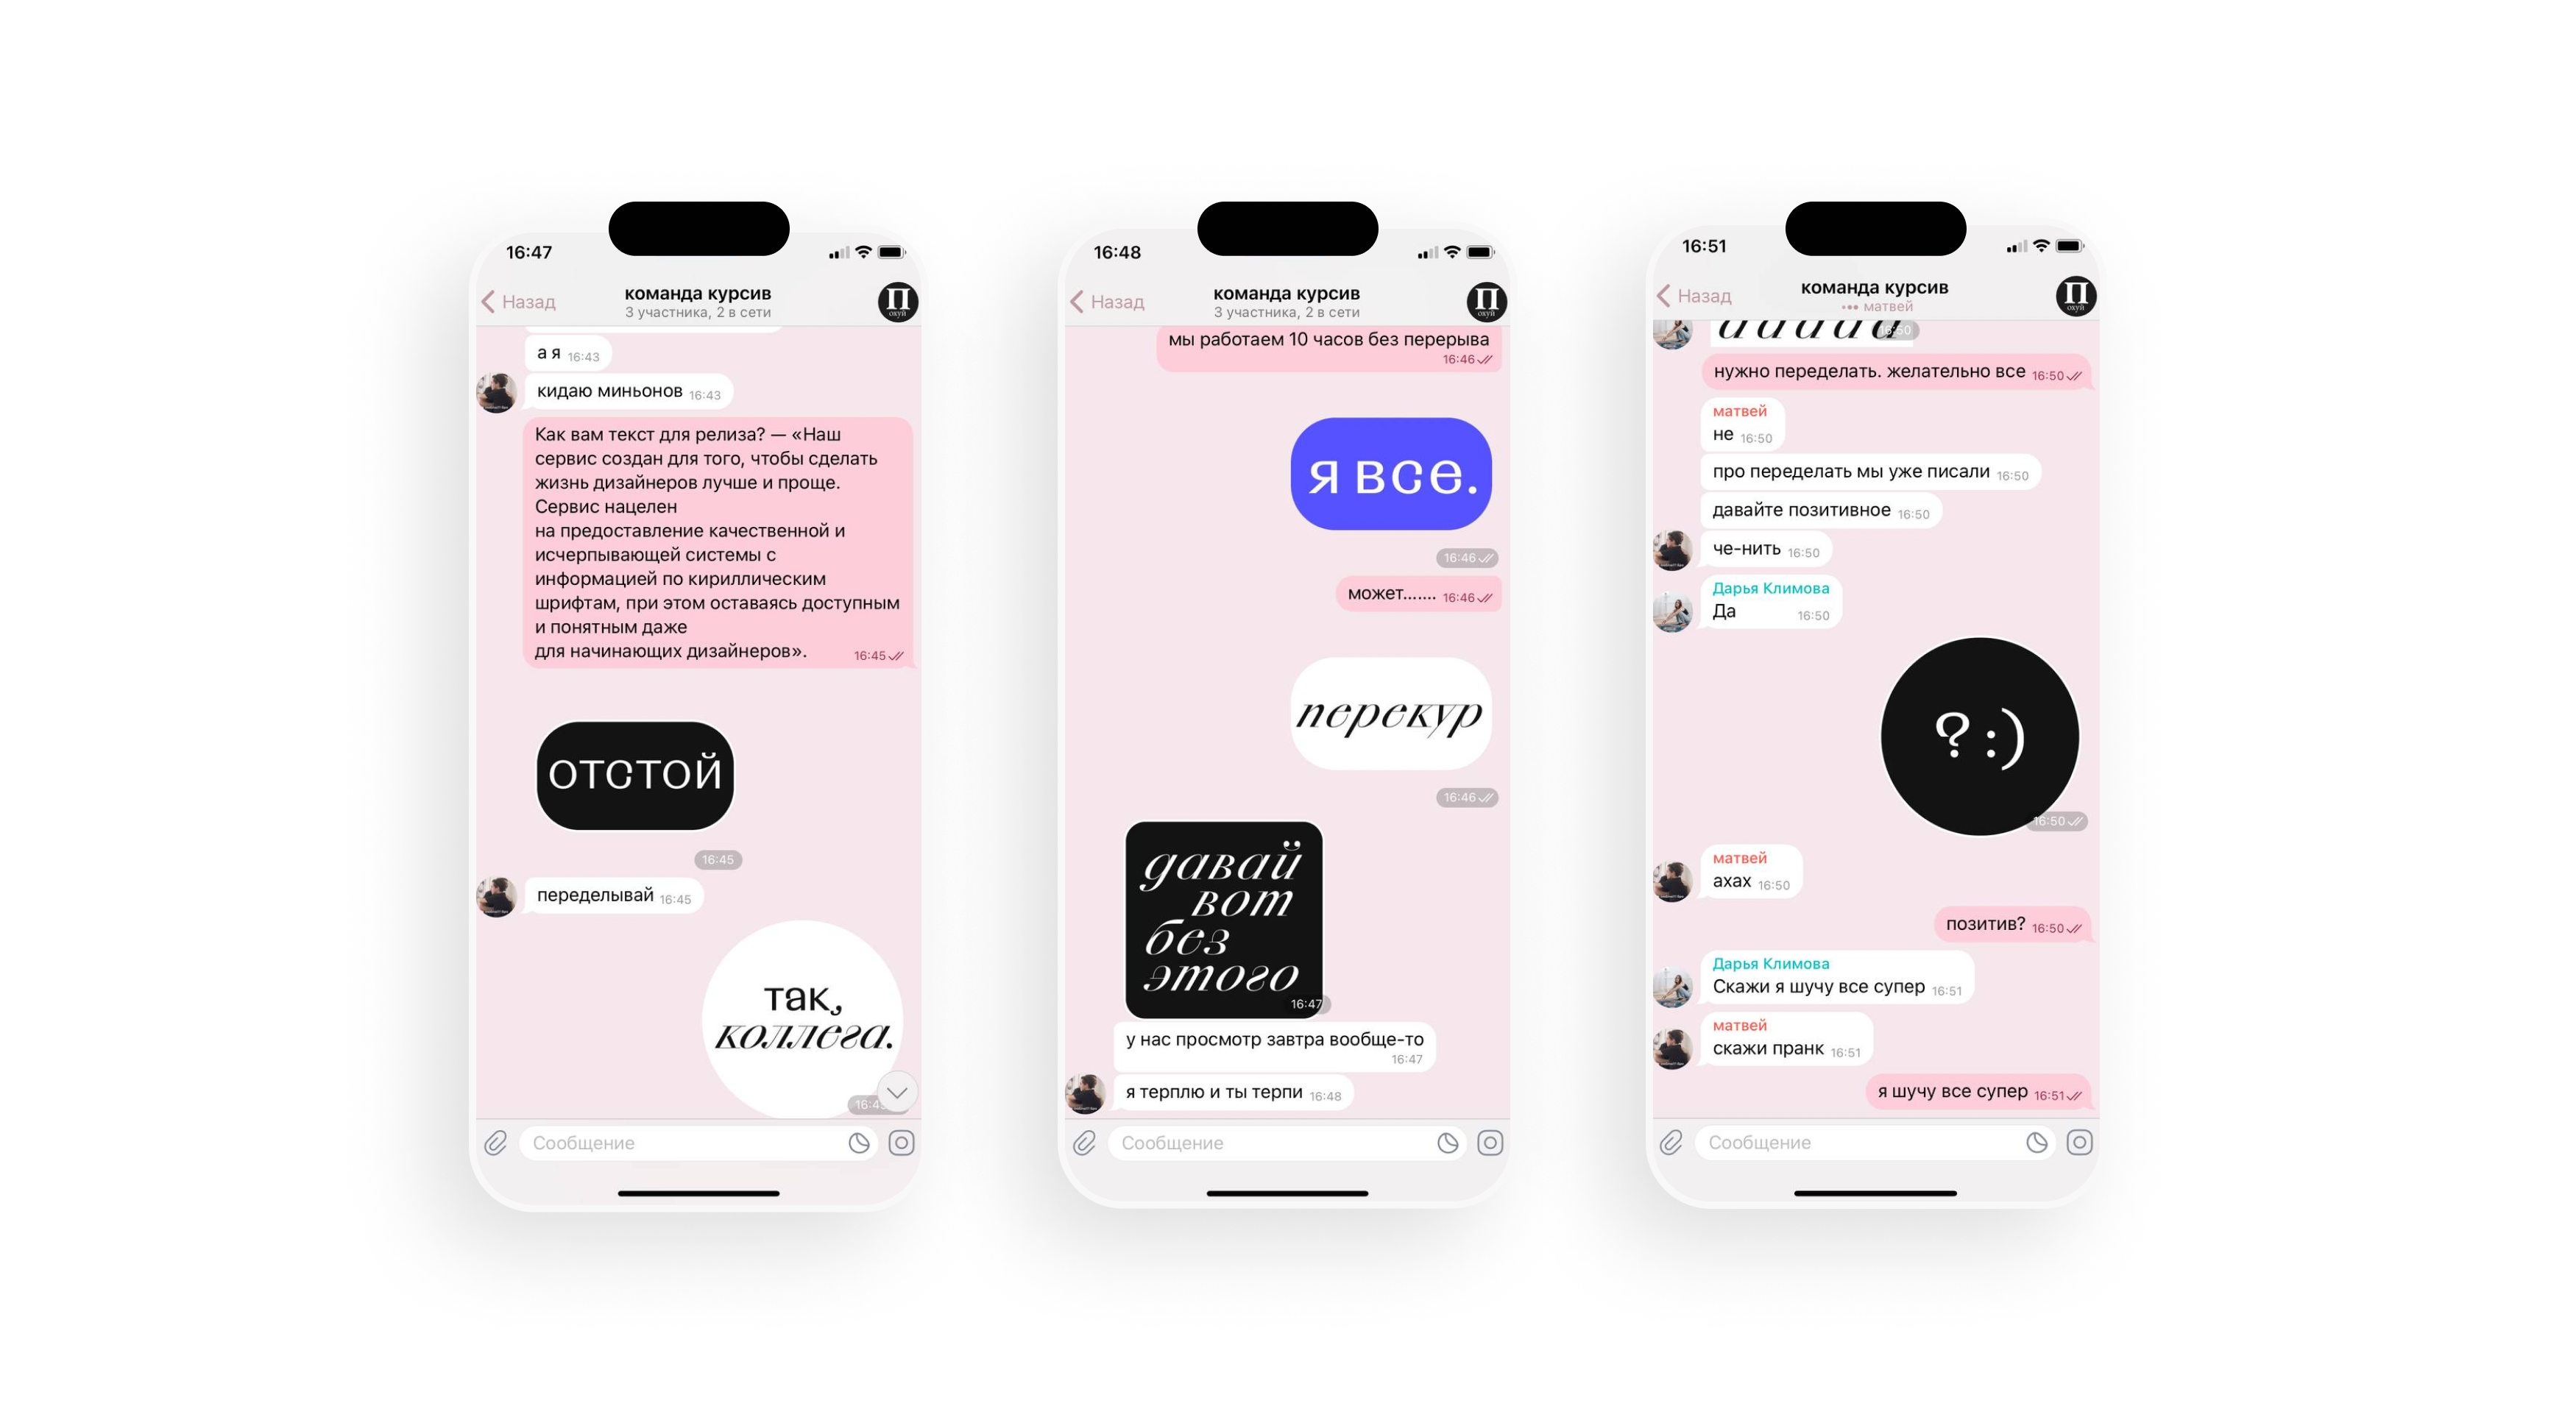 16:47
Назад
команда курсив
3 участника, 2 в сети
П
охуй
а я 16:43
кидаю миньонов 16:43
Как вам текст для релиза? — «Наш
сервис создан для того, чтобы сделать
жизнь дизайнеров лучше и проще.
Сервис нацелен
на предоставление качественной и
исчерпывающей системы с
информацией по кириллическим
шрифтам, при этом оставаясь доступным
и понятным даже
для начинающих дизайнеров».
16:45
отстой
16:45
переделывай 16:45
так,
коллега.
Сообщение
16:48
Назад
команда курсив
3 участника, 2 в сети
П
охуй
мы работаем 10 часов без перерыва
16:46
я все.
16:46
может....... 16:46
перекур
16:46
давай
вот
без
этого
16:47
у нас просмотр завтра вообще-то
16:47
я терплю и ты терпи 16:48
Сообщение
16:51
Назад
команда курсив
••• матвей
П
охуй
16:50
нужно переделать. желательно все 16:50
матвей
не 16:50
про переделать мы уже писали 16:50
давайте позитивное 16:50
че-нить 16:50
Дарья Климова
Да 16:50
? :)
16:50
матвей
ахах 16:50
позитив? 16:50
Дарья Климова
Скажи я шучу все супер 16:51
матвей
скажи пранк 16:51
я шучу все супер 16:51
Сообщение